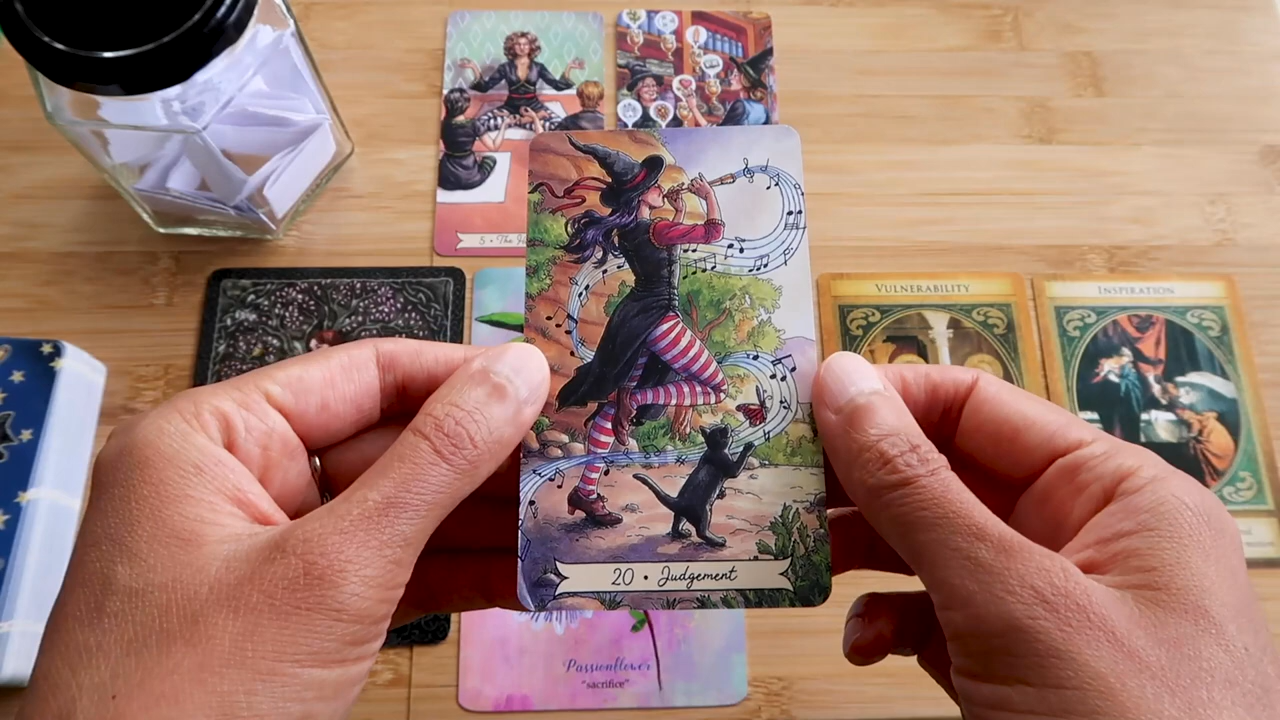 5 • The
VULNERABILITY
INSPIRATION
20 • Judgement
Passionflower
"sacrifice"